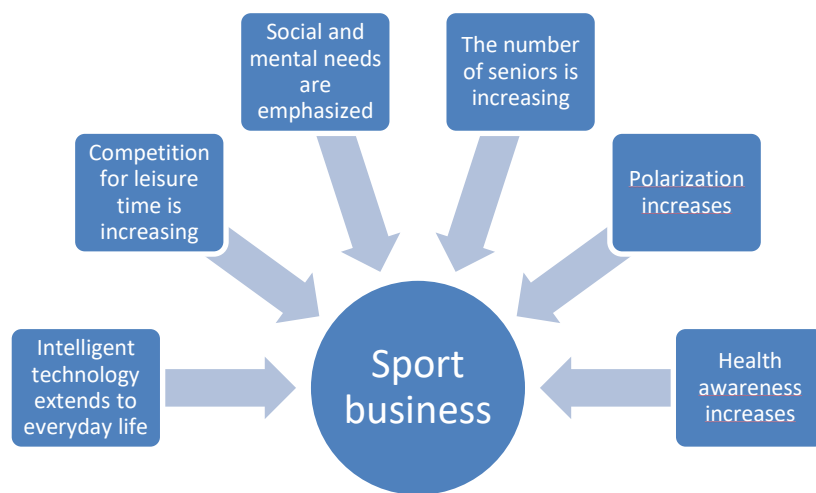 Social and
mental needs
are
emphasized
The number
of seniors is
increasing
Competition
for leisure
time is
increasing
Polarization
increases
Intelligent
technology
extends to
everyday life
Sport
business
Health
awareness
increases